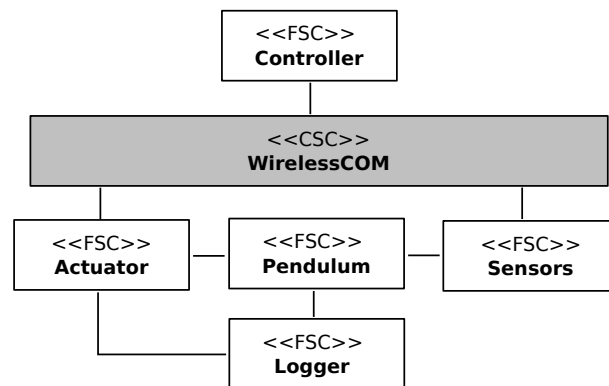 <<FSC>>
Controller
<<CSC>>
WirelessCOM
<<FSC>>
Actuator
<<FSC>>
Pendulum
<<FSC>>
Sensors
<<FSC>>
Logger